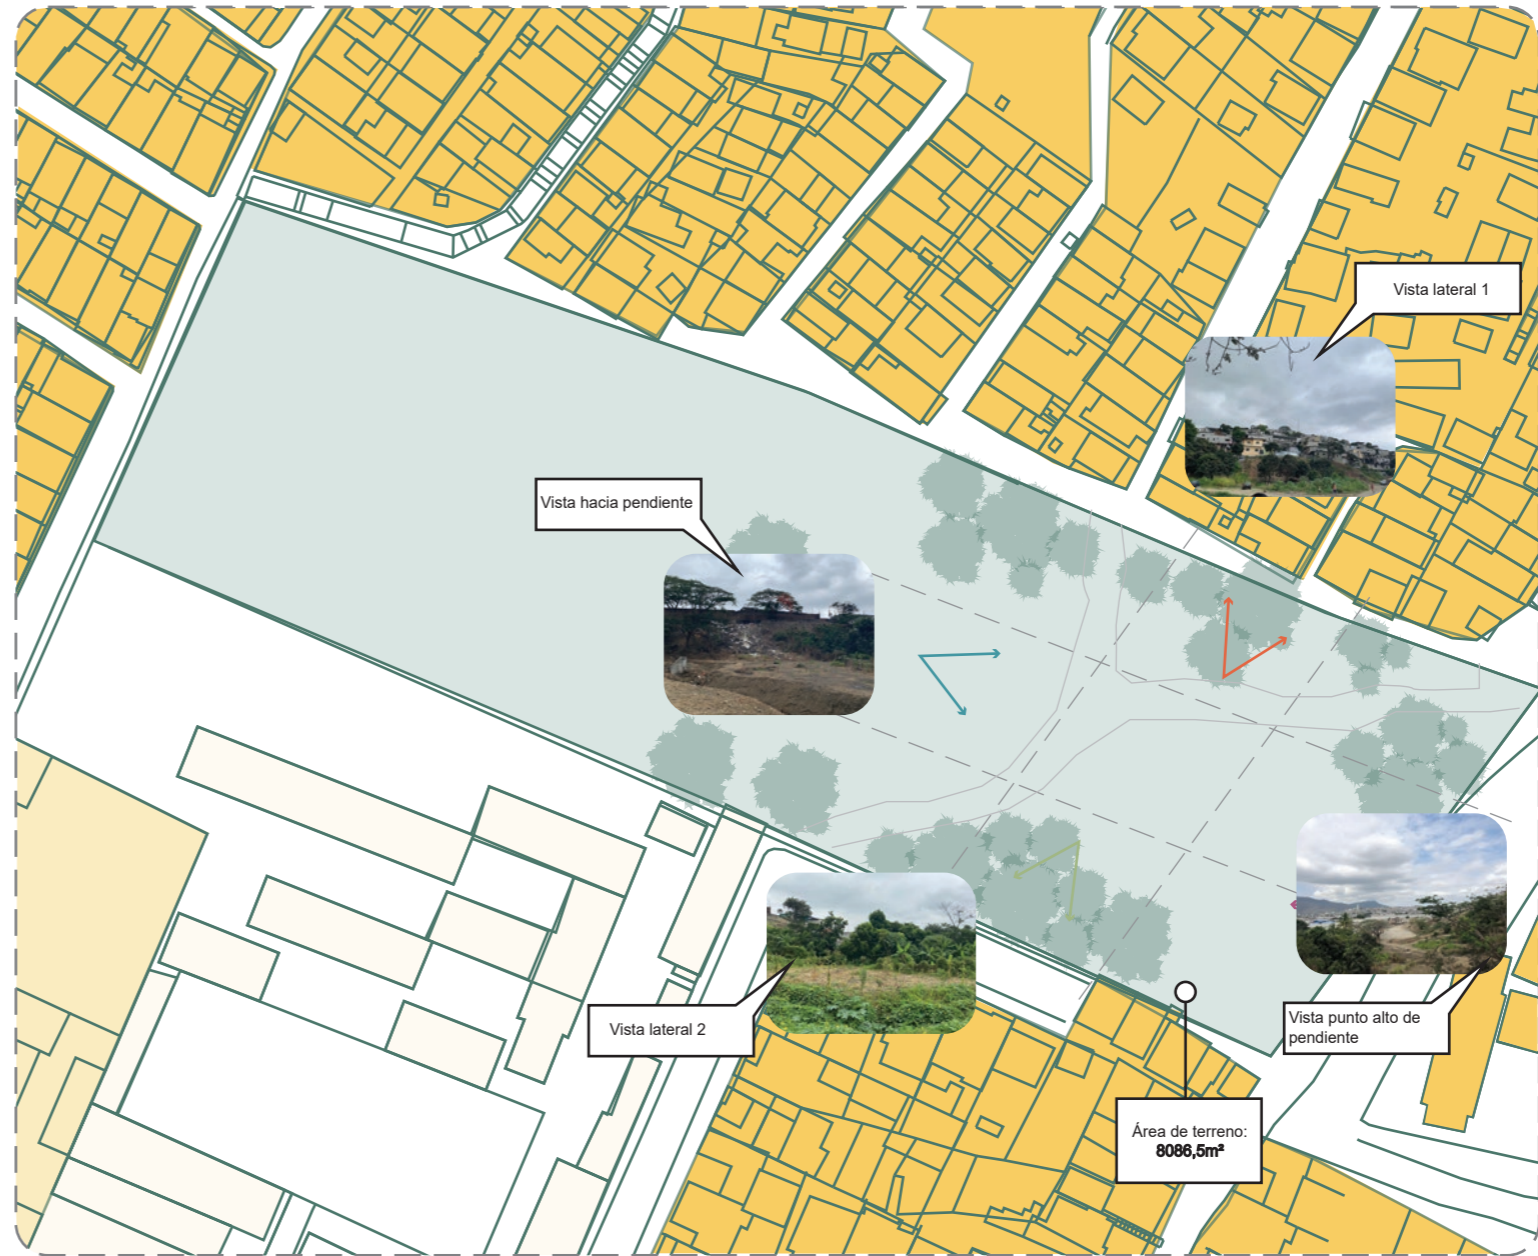 Vista lateral 1
Vista hacia pendiente
Vista lateral 2
Vista punto alto de
pendiente
Área de terreno:
8086,5m²